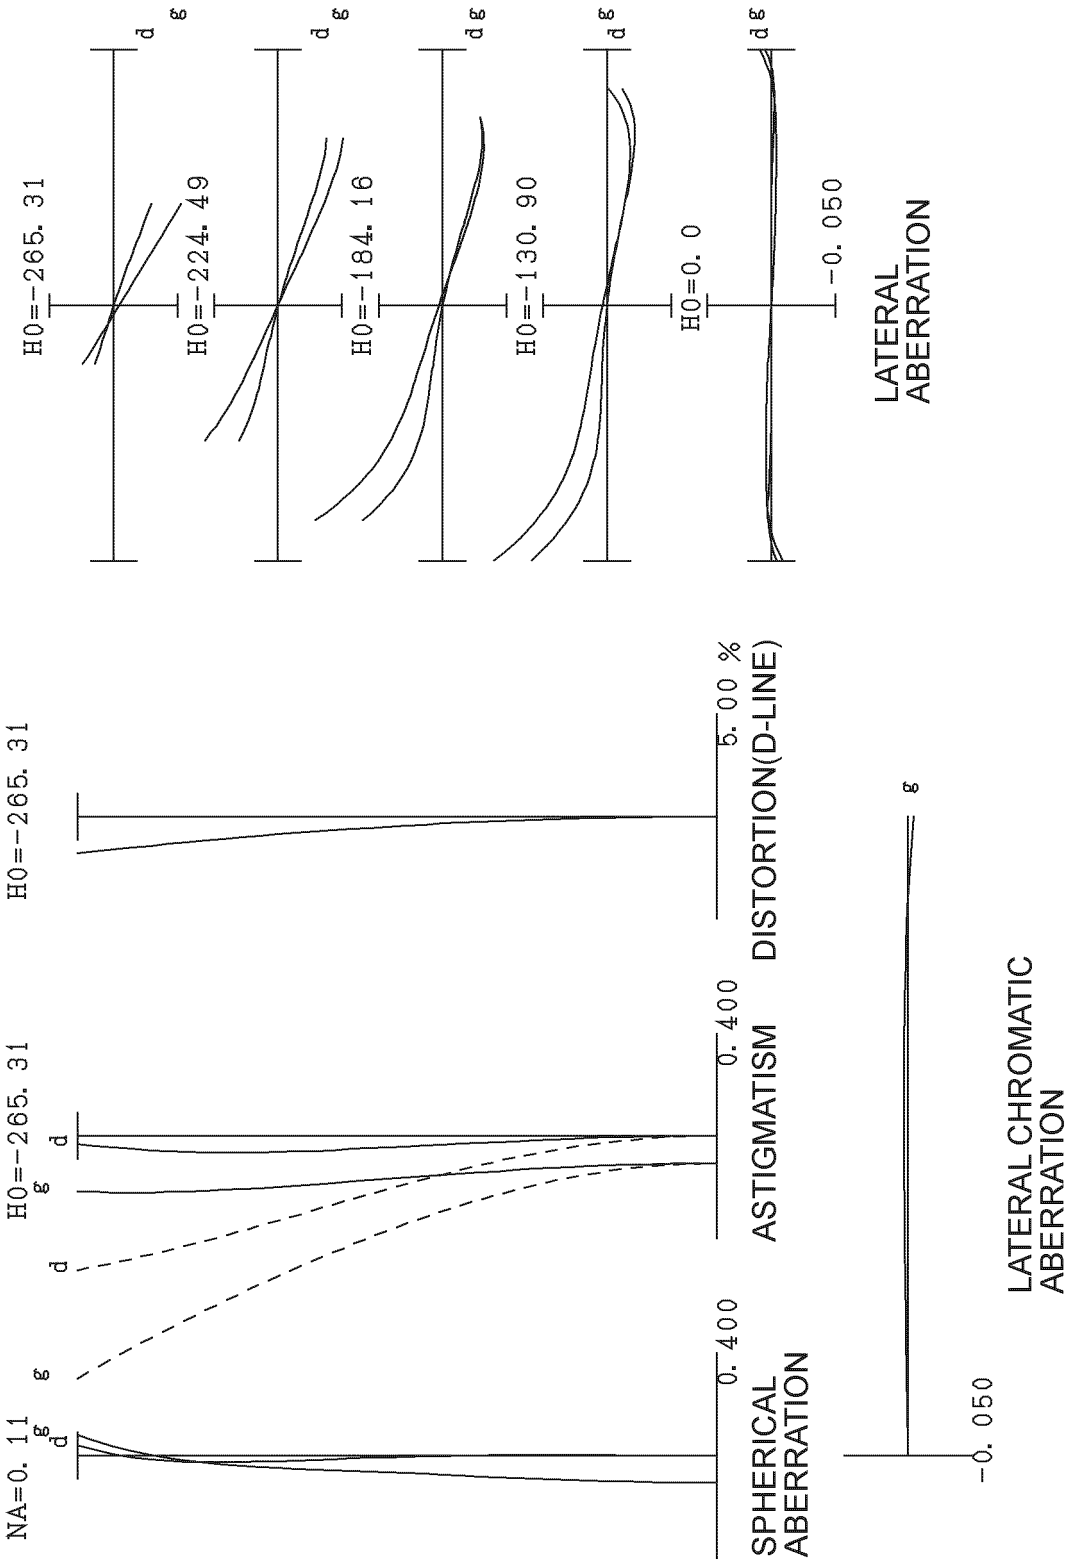 NA=0. 11
d
g
0. 400
SPHERICAL
ABERRATION
H0=-265. 31
g
d
g
d
0. 400
ASTIGMATISM
H0=-265. 31
5. 00 %
DISTORTION(D-LINE)
g
-0. 050
LATERAL CHROMATIC
ABERRATION
H0=-265. 31
d
g
H0=-224. 49
d
g
H0=-184. 16
d g
H0=-130. 90
d g
H0=0. 0
d g
-0. 050
LATERAL
ABERRATION